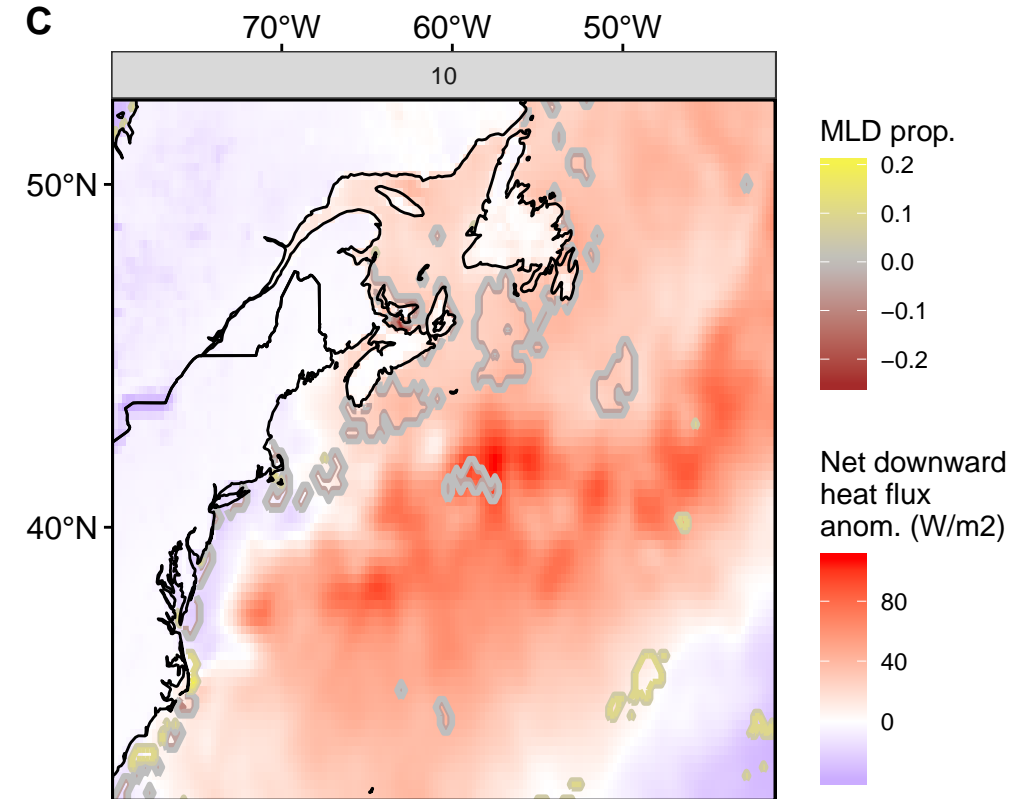 C
70°W 60°W 50°W
10
50°N
40°N
MLD prop.
0.2
0.1
0.0
−0.1
−0.2
Net downward
heat flux
anom. (W/m2)
80
40
0